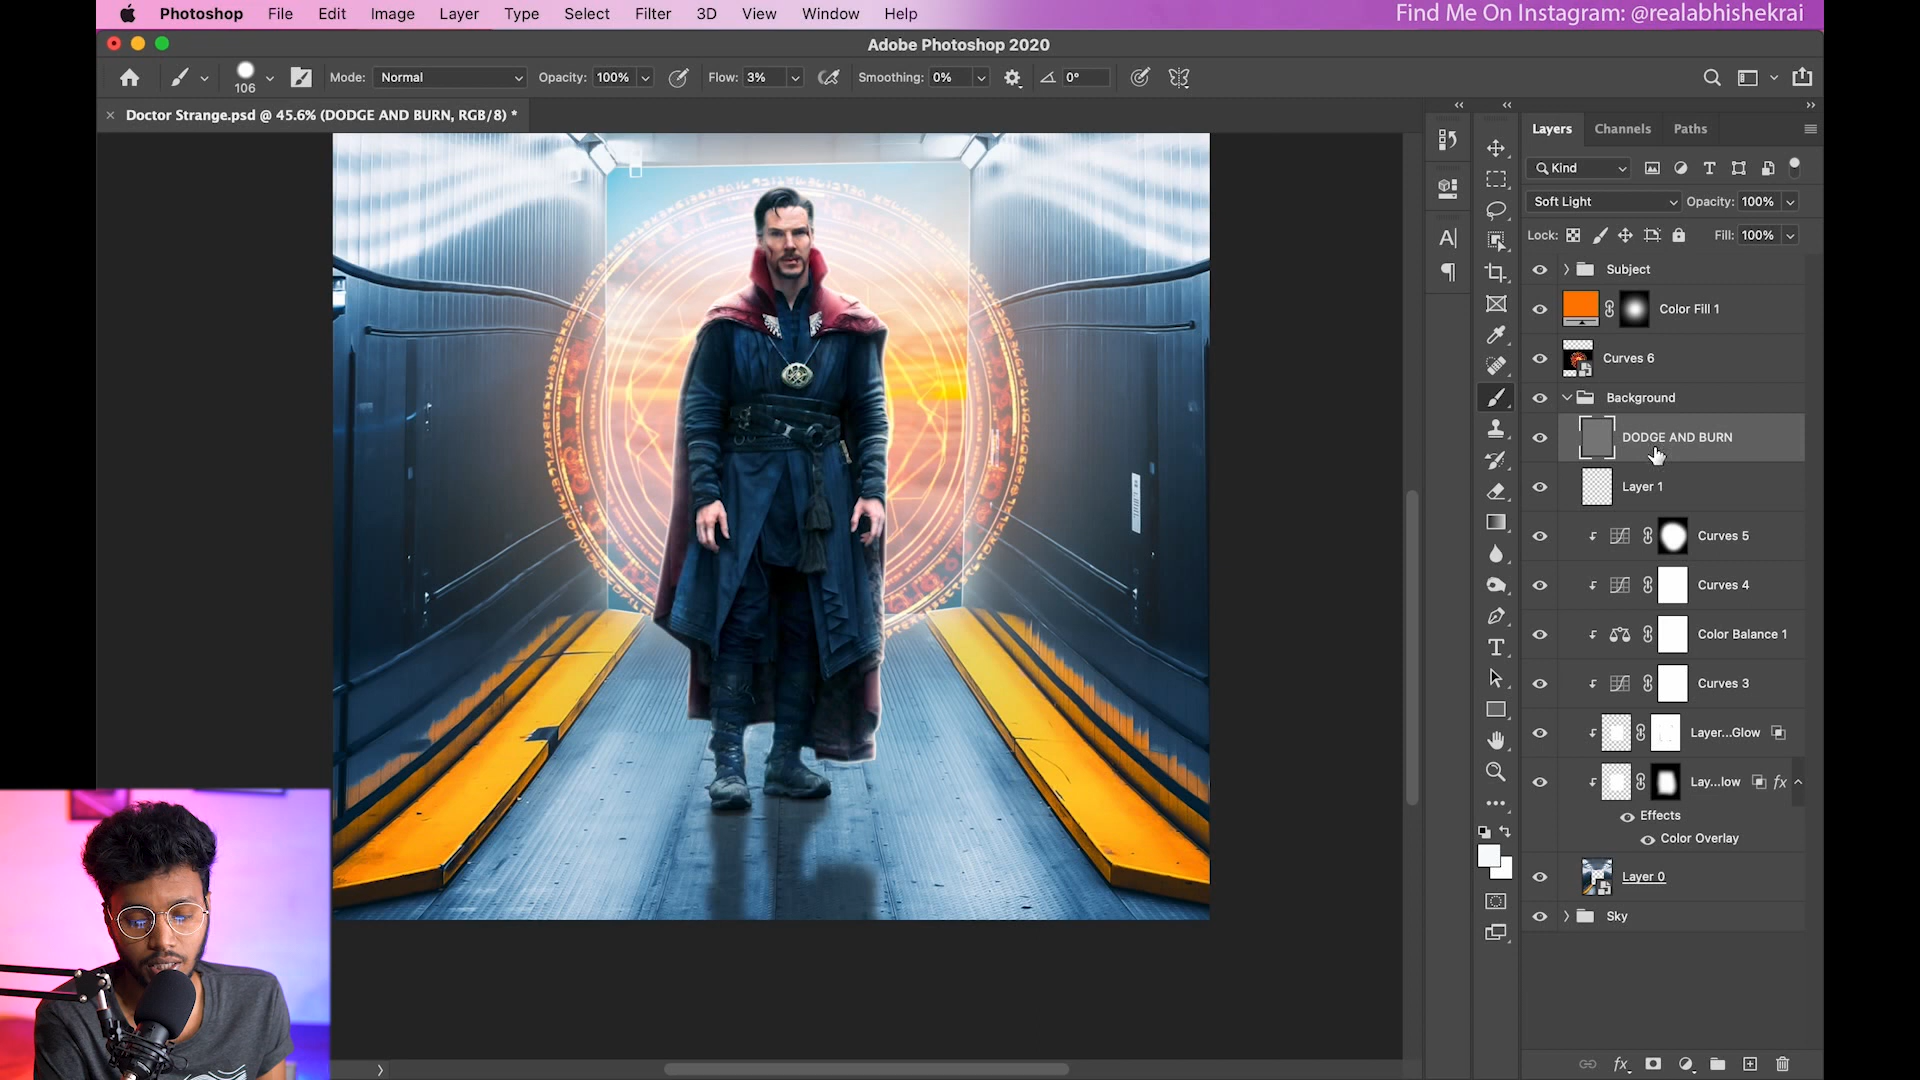 Find Me On Instagram: @realabhishekrai
Photoshop File Edit Image Layer Type Select Filter 3D View Window Help
Adobe Photoshop 2020
106 Mode: Normal Opacity: 100% Flow: 3% Smoothing: 0% 0°
Doctor Strange.psd @ 45.6% (DODGE AND BURN, RGB/8) *
Layers Channels Paths
Kind
Soft Light Opacity: 100%
Lock: Fill: 100%
Subject
Color Fill 1
Curves 6
Background
DODGE AND BURN
Layer 1
Curves 5
Curves 4
Color Balance 1
Curves 3
Layer...Glow
Lay...low fx
Effects
Color Overlay
Layer 0
Sky
fx